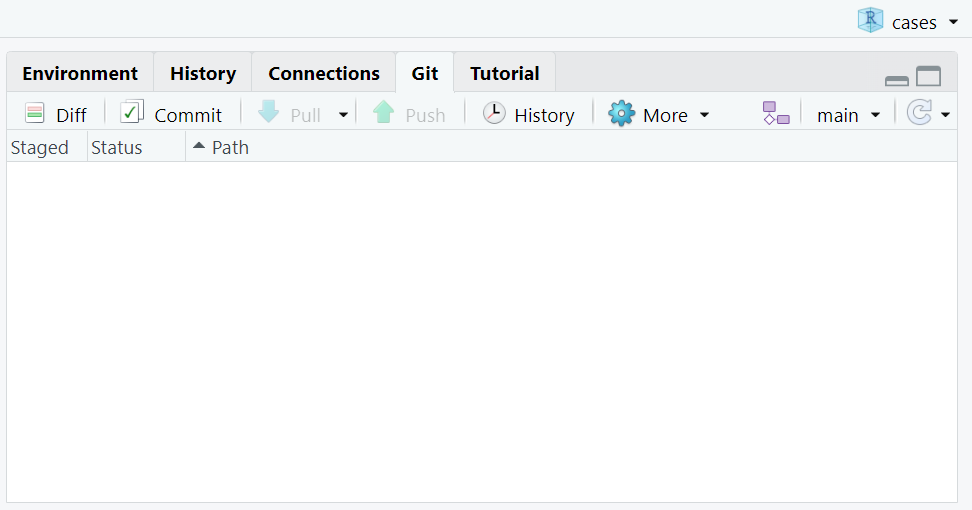 R cases
Environment History Connections Git Tutorial
Diff Commit Pull Push History More main
Staged Status Path